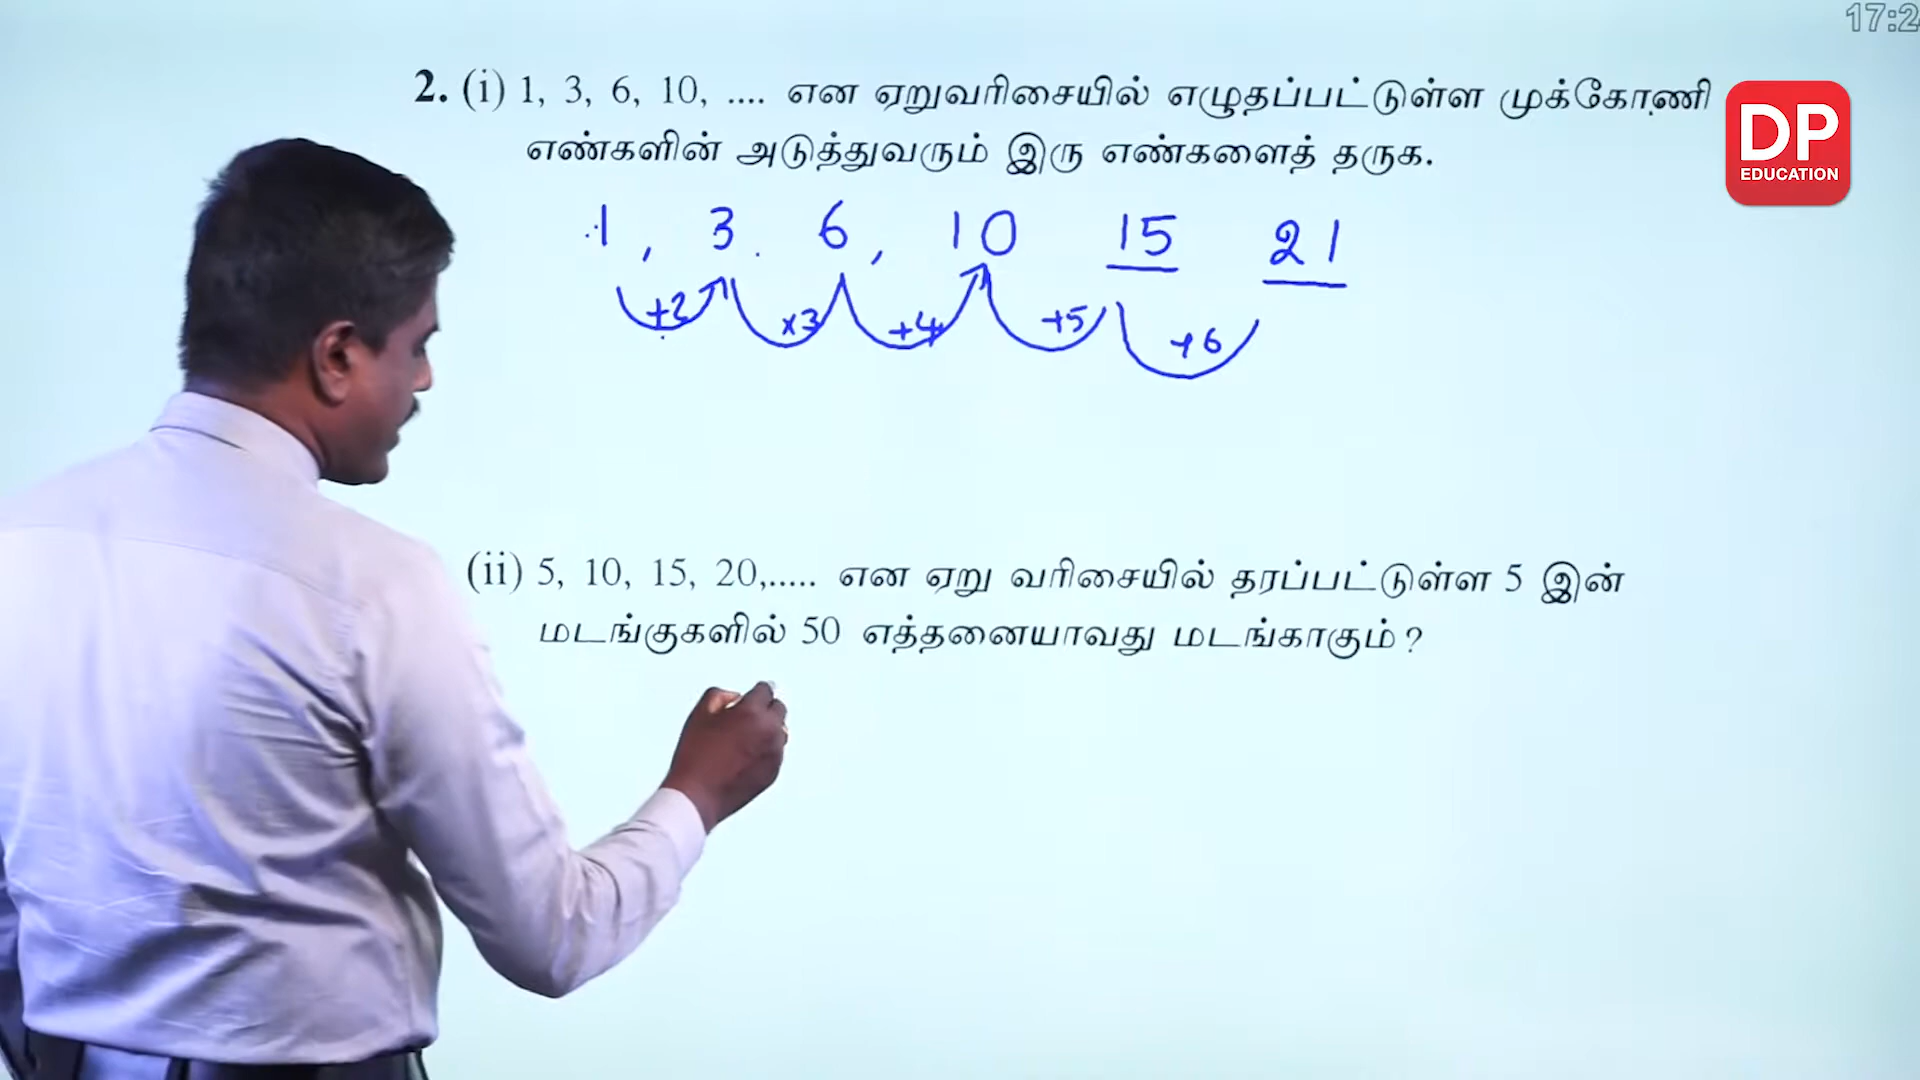 17:2
2. (i) 1, 3, 6, 10, .... என ஏறுவரிசையில் எழுதப்பட்டுள்ள முக்கோணி
எண்களின் அடுத்துவரும் இரு எண்களைத் தருக.
DP
EDUCATION
1, 3. 6, 10 15 21
+2 x3 +4 +5 +6
(ii) 5, 10, 15, 20,..... என ஏறு வரிசையில் தரப்பட்டுள்ள 5 இன்
மடங்குகளில் 50 எத்தனையாவது மடங்காகும்?